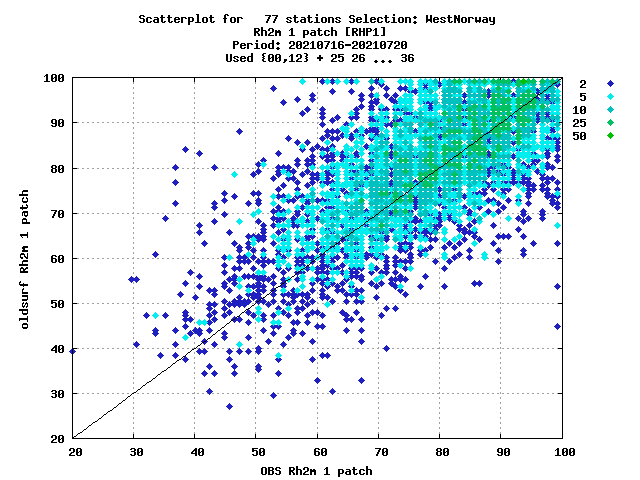 Scatterplot for   77 stations Selection: WestNorway
Rh2m 1 patch [RHP1]
Period: 20210716-20210720
Used {00,12} + 25 26 ... 36
100
90
80
70
60
50
40
30
20
oldsurf Rh2m 1 patch
20 30 40 50 60 70 80 90 100
OBS Rh2m 1 patch
2
5
10
25
50